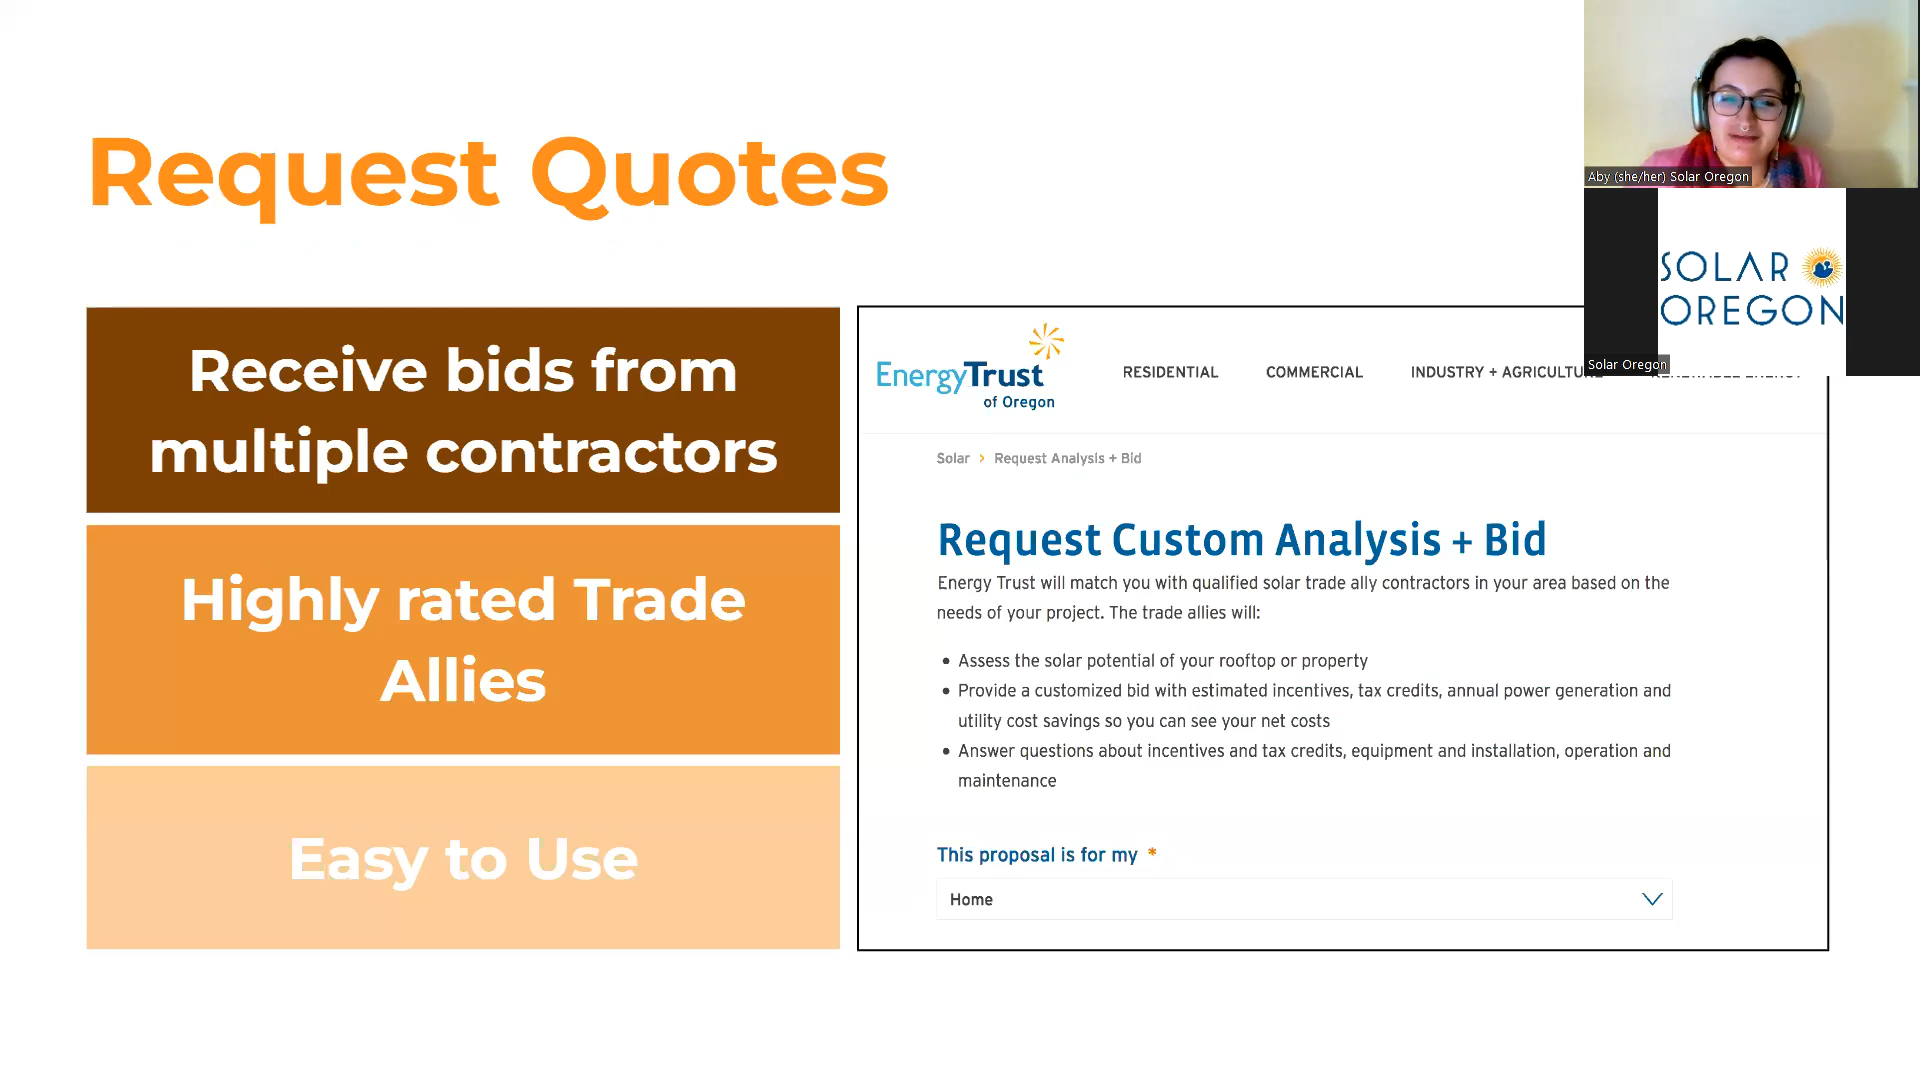 Request Quotes
Receive bids from
multiple contractors
Highly rated Trade
Allies
Easy to Use
EnergyTrust
of Oregon
RESIDENTIAL
COMMERCIAL
INDUSTRY + AGRICULTURE
Solar > Request Analysis + Bid
Request Custom Analysis + Bid
Energy Trust will match you with qualified solar trade ally contractors in your area based on the
needs of your project. The trade allies will:
• Assess the solar potential of your rooftop or property
• Provide a customized bid with estimated incentives, tax credits, annual power generation and
utility cost savings so you can see your net costs
• Answer questions about incentives and tax credits, equipment and installation, operation and
maintenance
This proposal is for my *
Home
Aby (she/her) Solar Oregon
SOLAR
OREGON
Solar Oregon